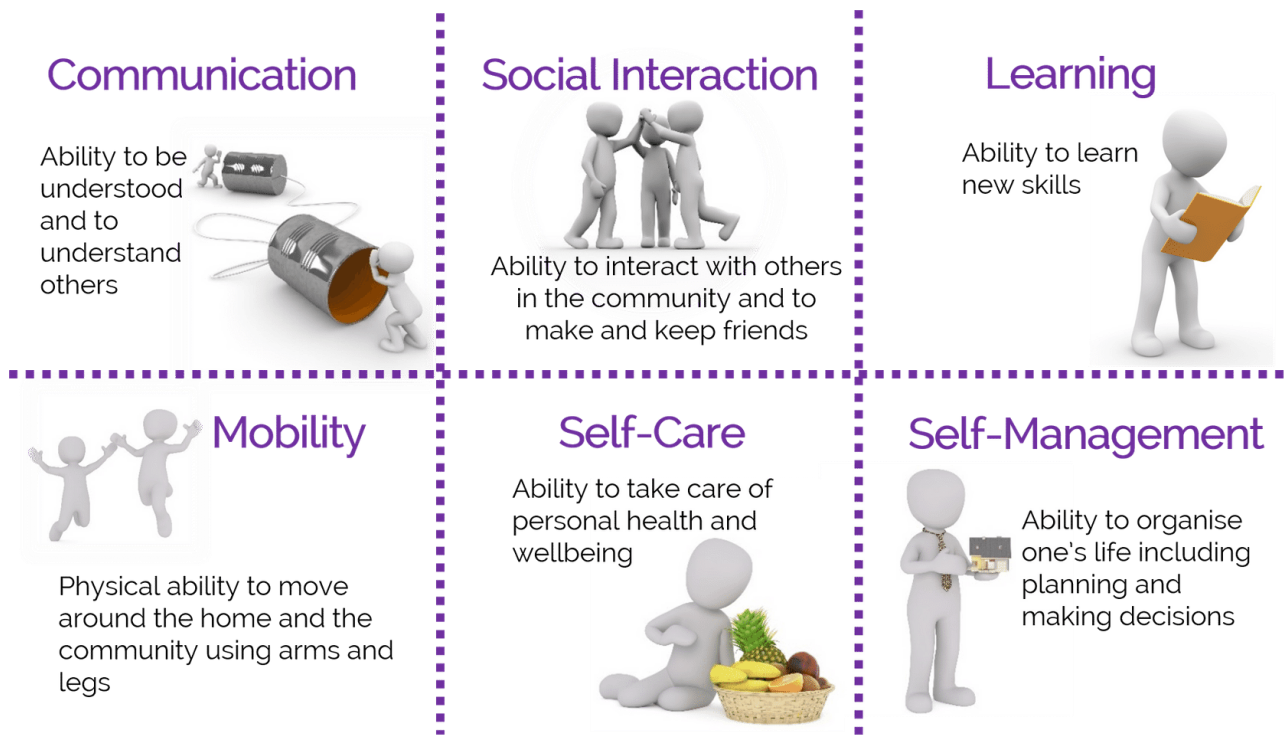 Communication
Ability to be
understood
and to
understand
others
Social Interaction
Ability to interact with others
in the community and to
make and keep friends
Learning
Ability to learn
new skills
Mobility
Physical ability to move
around the home and the
community using arms and
legs
Self-Care
Ability to take care of
personal health and
wellbeing
Self-Management
Ability to organise
one's life including
planning and
making decisions